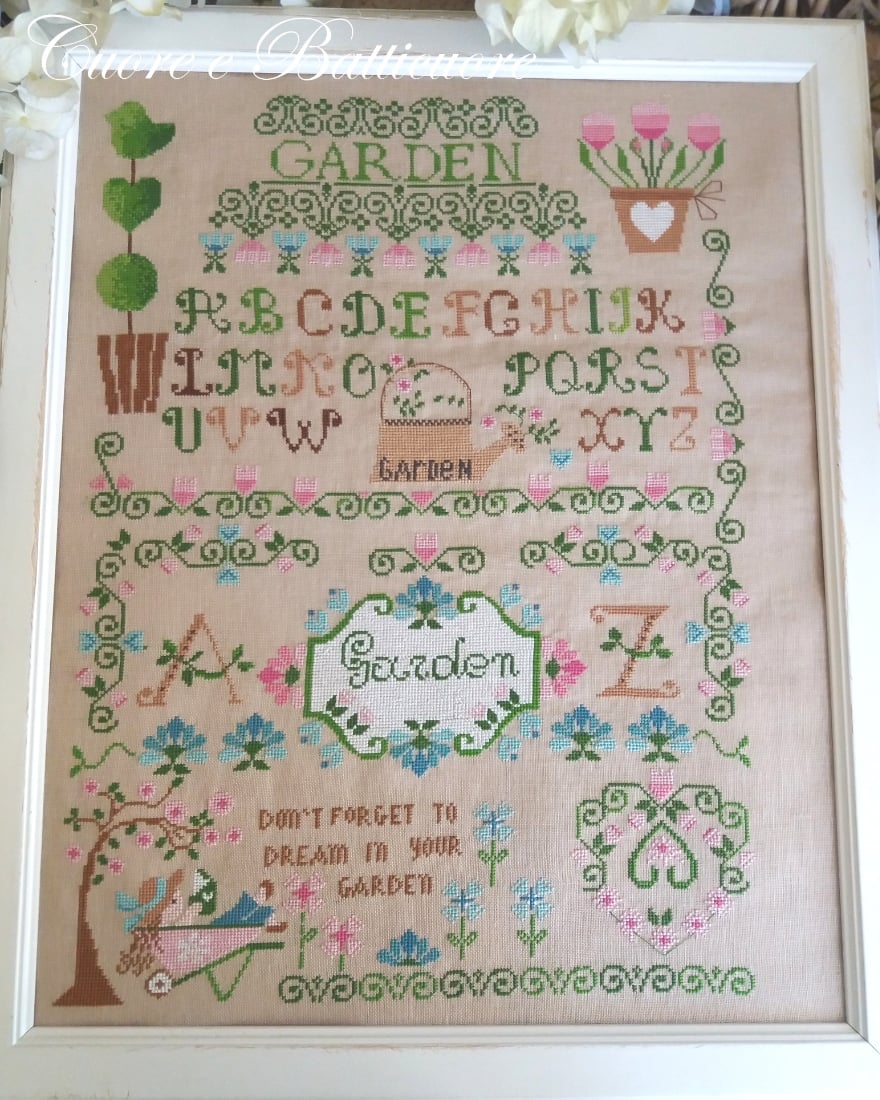 Cuore e Batticuore
GARDEN
ABCDEFGHIJK
LMNO PQRST
UVW XYZ
GARDEN
A Z
Garden
DON'T FORGET TO
DREAM IN YOUR
GARDEN